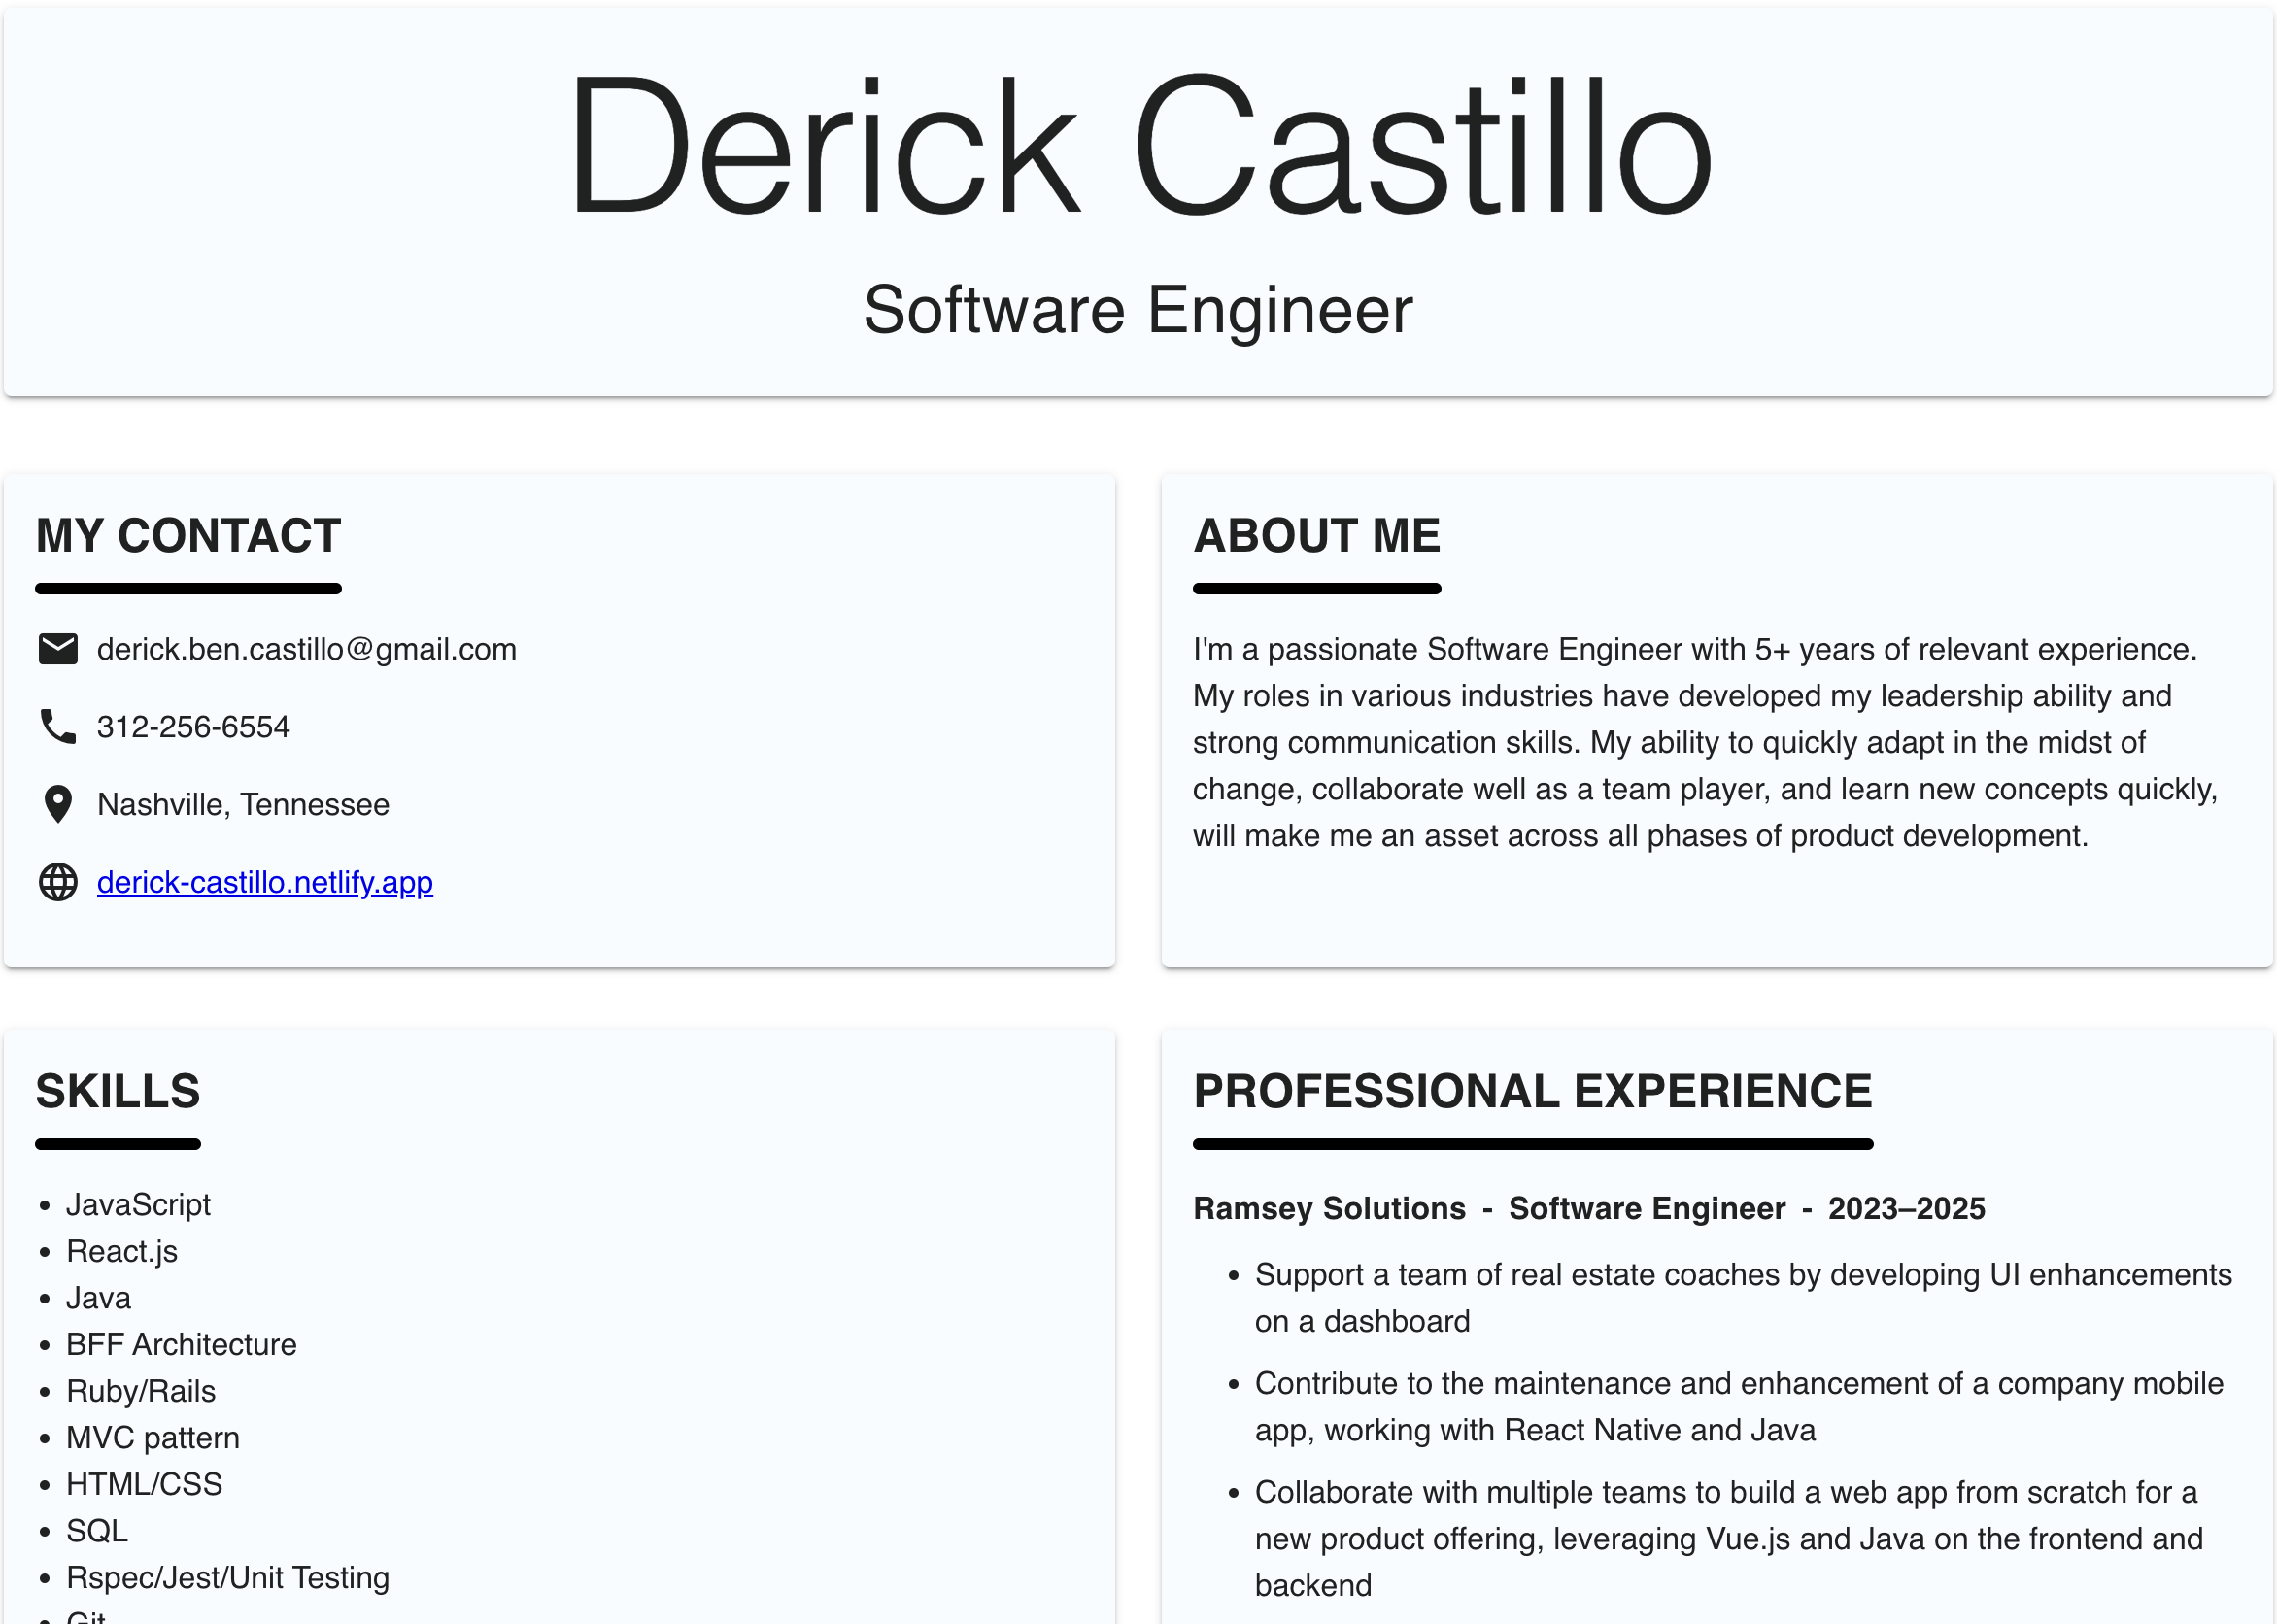 Derick Castillo
Software Engineer
MY CONTACT
derick.ben.castillo@gmail.com
312-256-6554
Nashville, Tennessee
derick-castillo.netlify.app
ABOUT ME
I'm a passionate Software Engineer with 5+ years of relevant experience.
My roles in various industries have developed my leadership ability and
strong communication skills. My ability to quickly adapt in the midst of
change, collaborate well as a team player, and learn new concepts quickly,
will make me an asset across all phases of product development.
SKILLS
• JavaScript
• React.js
• Java
• BFF Architecture
• Ruby/Rails
• MVC pattern
• HTML/CSS
• SQL
• Rspec/Jest/Unit Testing
• Git
PROFESSIONAL EXPERIENCE
Ramsey Solutions - Software Engineer - 2023–2025
• Support a team of real estate coaches by developing UI enhancements
on a dashboard
• Contribute to the maintenance and enhancement of a company mobile
app, working with React Native and Java
• Collaborate with multiple teams to build a web app from scratch for a
new product offering, leveraging Vue.js and Java on the frontend and
backend